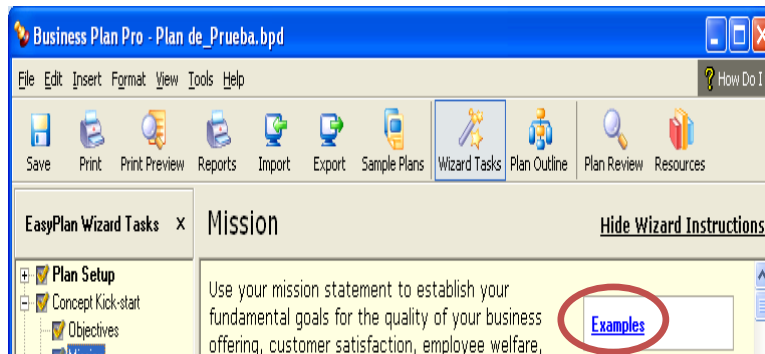 Business Plan Pro - Plan de_Prueba.bpd
File Edit Insert Format View Tools Help
? How Do I
Save Print Print Preview Reports Import Export Sample Plans Wizard Tasks Plan Outline Plan Review Resources
EasyPlan Wizard Tasks X
Mission
Hide Wizard Instructions
Plan Setup
Concept Kick-start
Objectives
Mission
Use your mission statement to establish your
fundamental goals for the quality of your business
offering, customer satisfaction, employee welfare,
Examples